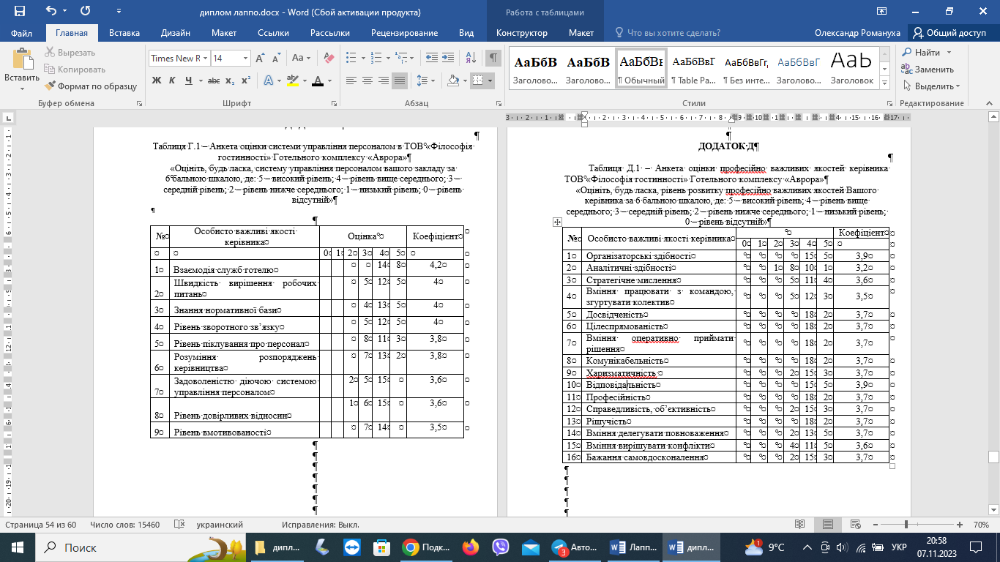 диплом лаппо.docx - Word (Сбой активации продукта)
Работа с таблицами
Файл Главная Вставка Дизайн Макет Ссылки Рассылки Рецензирование Вид Конструктор Макет Что вы хотите сделать? Олександр Романуха Общий доступ
Вставить
Вырезать
Копировать
Формат по образцу
Буфер обмена
Times New R 14
Шрифт
Абзац
АаБбВ АаБбВ АаБбВв АаБбВвГ АаБбВвГг, АаБбВвГ АаЬ
Заголово... Заголово... ¶ Обычный ¶ Table Pa... ¶ Без инте... Заголово... Заголовок
Стили
Найти
Заменить
Выделить
Редактирование
Таблиця Г.1 – Анкета оцінки системи управління персоналом в ТОВ «Філософія
гостинності» Готельного комплексу «Аврора»¶
«Оцініть, будь ласка, систему управління персоналом вашого закладу за
6 бальною шкалою, де: 5 – високий рівень; 4 – рівень вище середнього; 3 –
середній рівень; 2 – рівень нижче середнього; 1 – низький рівень; 0 – рівень
відсутній»¶
№ Особисто важливі якості керівника Оцінка Коефіцієнт
0 1 2 3 4 5
1 Взаємодія служб готелю 14 8 4,2
2 Швидкість вирішення робочих питань 5 12 5 4
3 Знання нормативної бази 4 13 5 4
4 Рівень зворотного зв’язку 5 12 5 4
5 Рівень піклування про персонал 8 11 3 3,8
6 Розуміння розпоряджень керівництва 7 13 2 3,8
7 Задоволеністю діючою системою управління персоналом 2 5 15 3,6
8 Рівень довірливих відносин 1 6 15 3,6
9 Рівень вмотивованості 7 14 3,5
ДОДАТОК Д¶
Таблиця Д.1 – Анкета оцінки професійно важливих якостей керівника
ТОВ «Філософія гостинності» Готельного комплексу «Аврора»¶
«Оцініть, будь ласка, рівень розвитку професійно важливих якостей Вашого
керівника за 6 бальною шкалою, де: 5 – високий рівень; 4 – рівень вище
середнього; 3 – середній рівень; 2 – рівень нижче середнього; 1 – низький рівень;
0 – рівень відсутній»¶
№ Особисто важливі якості керівника Коефіцієнт
0 1 2 3 4 5
1 Організаторські здібності 15 5 3,9
2 Аналітичні здібності 1 8 10 1 3,2
3 Стратегічне мислення 5 11 4 3,6
4 Вміння працювати з командою, згуртувати колектив 5 12 3 3,5
5 Досвідченість 18 2 3,7
6 Цілеспрямованість 18 2 3,7
7 Вміння оперативно приймати рішення 18 2 3,7
8 Комунікабельність 18 2 3,7
9 Харизматичність 2 15 3 3,7
10 Відповідальність 15 5 3,9
11 Професійність 18 2 3,7
12 Справедливість, об’єктивність 2 15 3 3,7
13 Рішучість 18 2 3,7
14 Вміння делегувати повноваження 2 13 5 3,7
15 Вміння вирішувати конфлікти 4 11 5 3,6
16 Бажання самовдосконалення 2 15 3 3,7
Страница 54 из 60 Число слов: 15460 украинский Исправления: Выкл. 70%
Поиск дипл... Подк... Авто... Лапп... дипл... 9°C УКР 20:58
07.11.2023